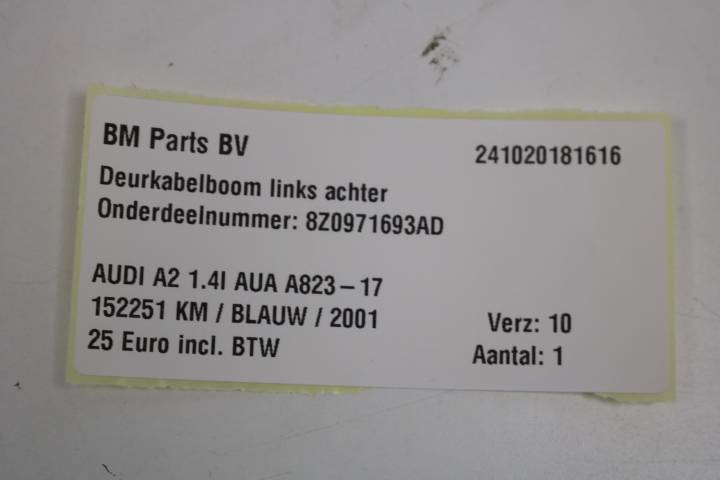 BM Parts BV
241020181616
Deurkabelboom links achter
Onderdeelnummer: 8Z0971693AD
AUDI A2 1.4I AUA A823-17
152251 KM / BLAUW / 2001
Verz: 10
25 Euro incl. BTW
Aantal: 1